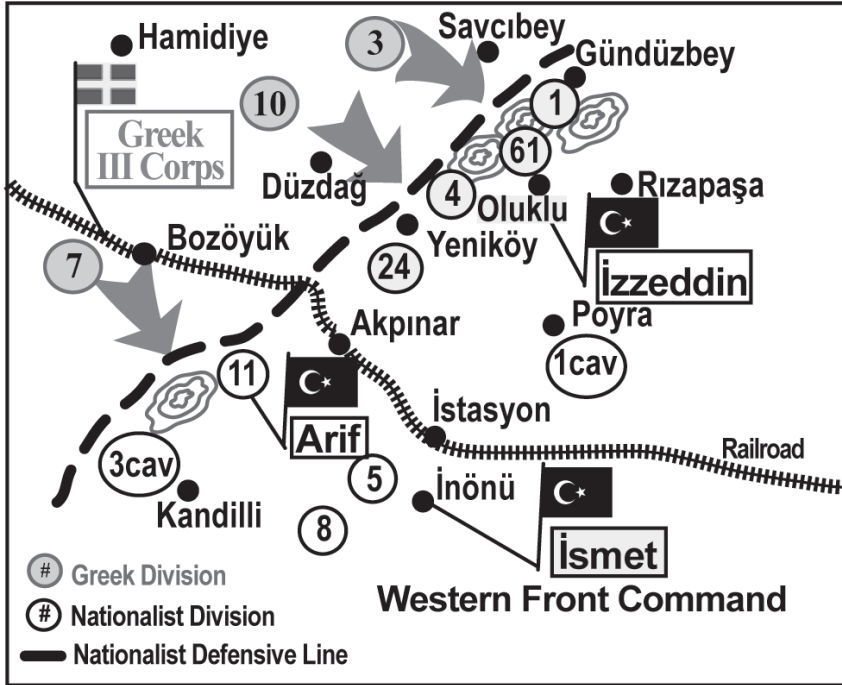 Hamidiye
3
Savcıbey
Gündüzbey
10
1
Greek
III Corps
61
Düzdağ
4
Oluklu
Rızapaşa
Bozöyük
Yeniköy
7
24
İzzeddin
Poyra
Akpınar
1cav
11
İstasyon
Arif
Railroad
3cav
5
İnönü
Kandilli
8
İsmet
# Greek Division
Western Front Command
# Nationalist Division
Nationalist Defensive Line